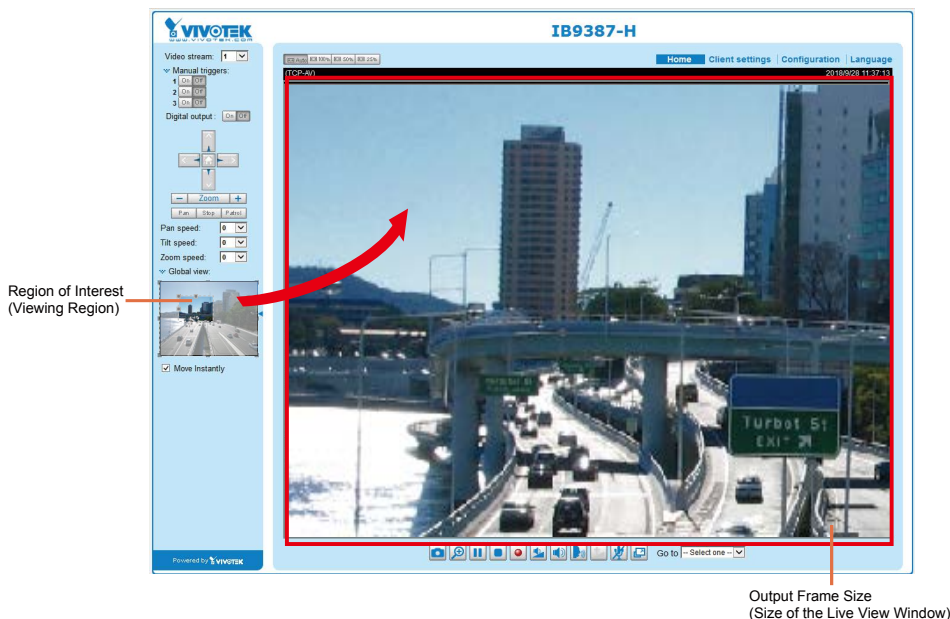 VIVOTEK
WWW.VIVOTEK.COM
IB9387-H
Video stream: 1
Manual triggers:
1 On Off
2 On Off
3 On Off
Digital output : On Off
Zoom
Pan Stop Patrol
Pan speed: 0
Tilt speed: 0
Zoom speed: 0
Global view:
Move Instantly
Powered by VIVOTEK
Auto 100% 50% 25%
Home Client settings Configuration Language
(TCP-AV) 2018/9/28 11:37:13
Turbot St
EXIT
Go to -- Select one --
Region of Interest
(Viewing Region)
Output Frame Size
(Size of the Live View Window)